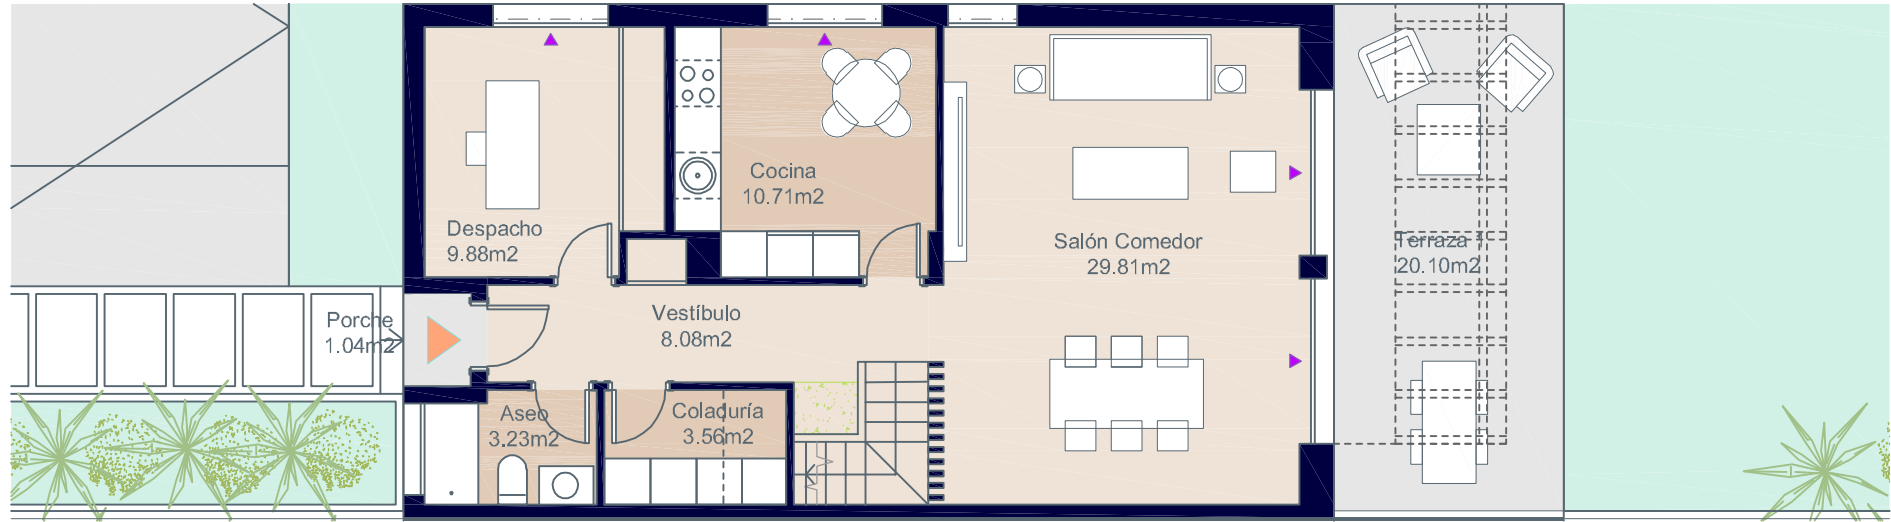 Cocina
10.71m2
Despacho
9.88m2
Salón Comedor
29.81m2
Terraza
20.10m2
Porche
1.04m2
Vestíbulo
8.08m2
Aseo
3.23m2
Coladuría
3.56m2